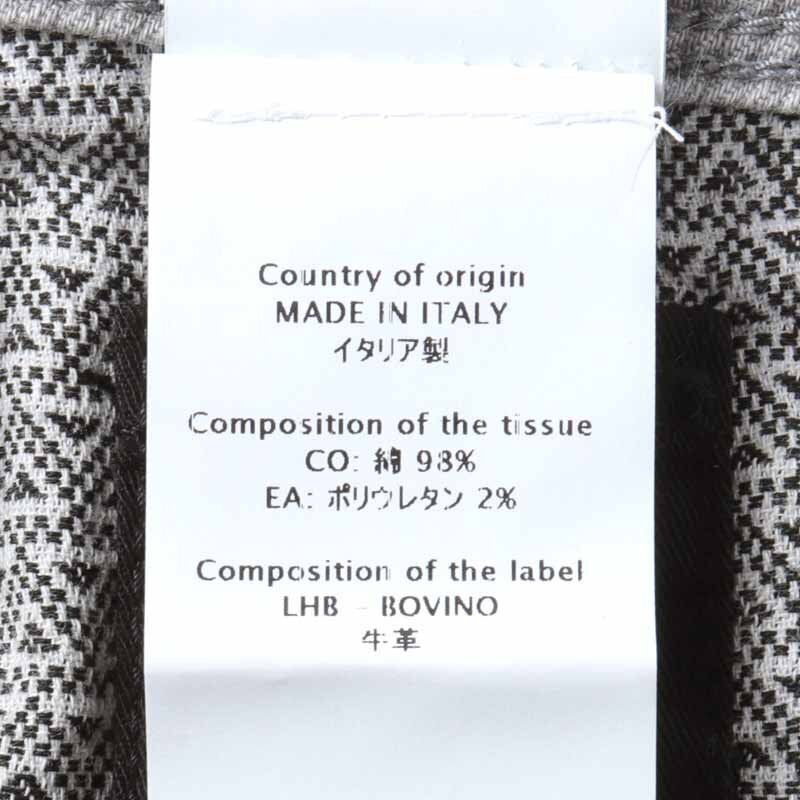 Country of origin
MADE IN ITALY
イタリア製
Composition of the tissue
CO: 綿 98%
EA: ポリウレタン 2%
Composition of the label
LHB - BOVINO
牛革